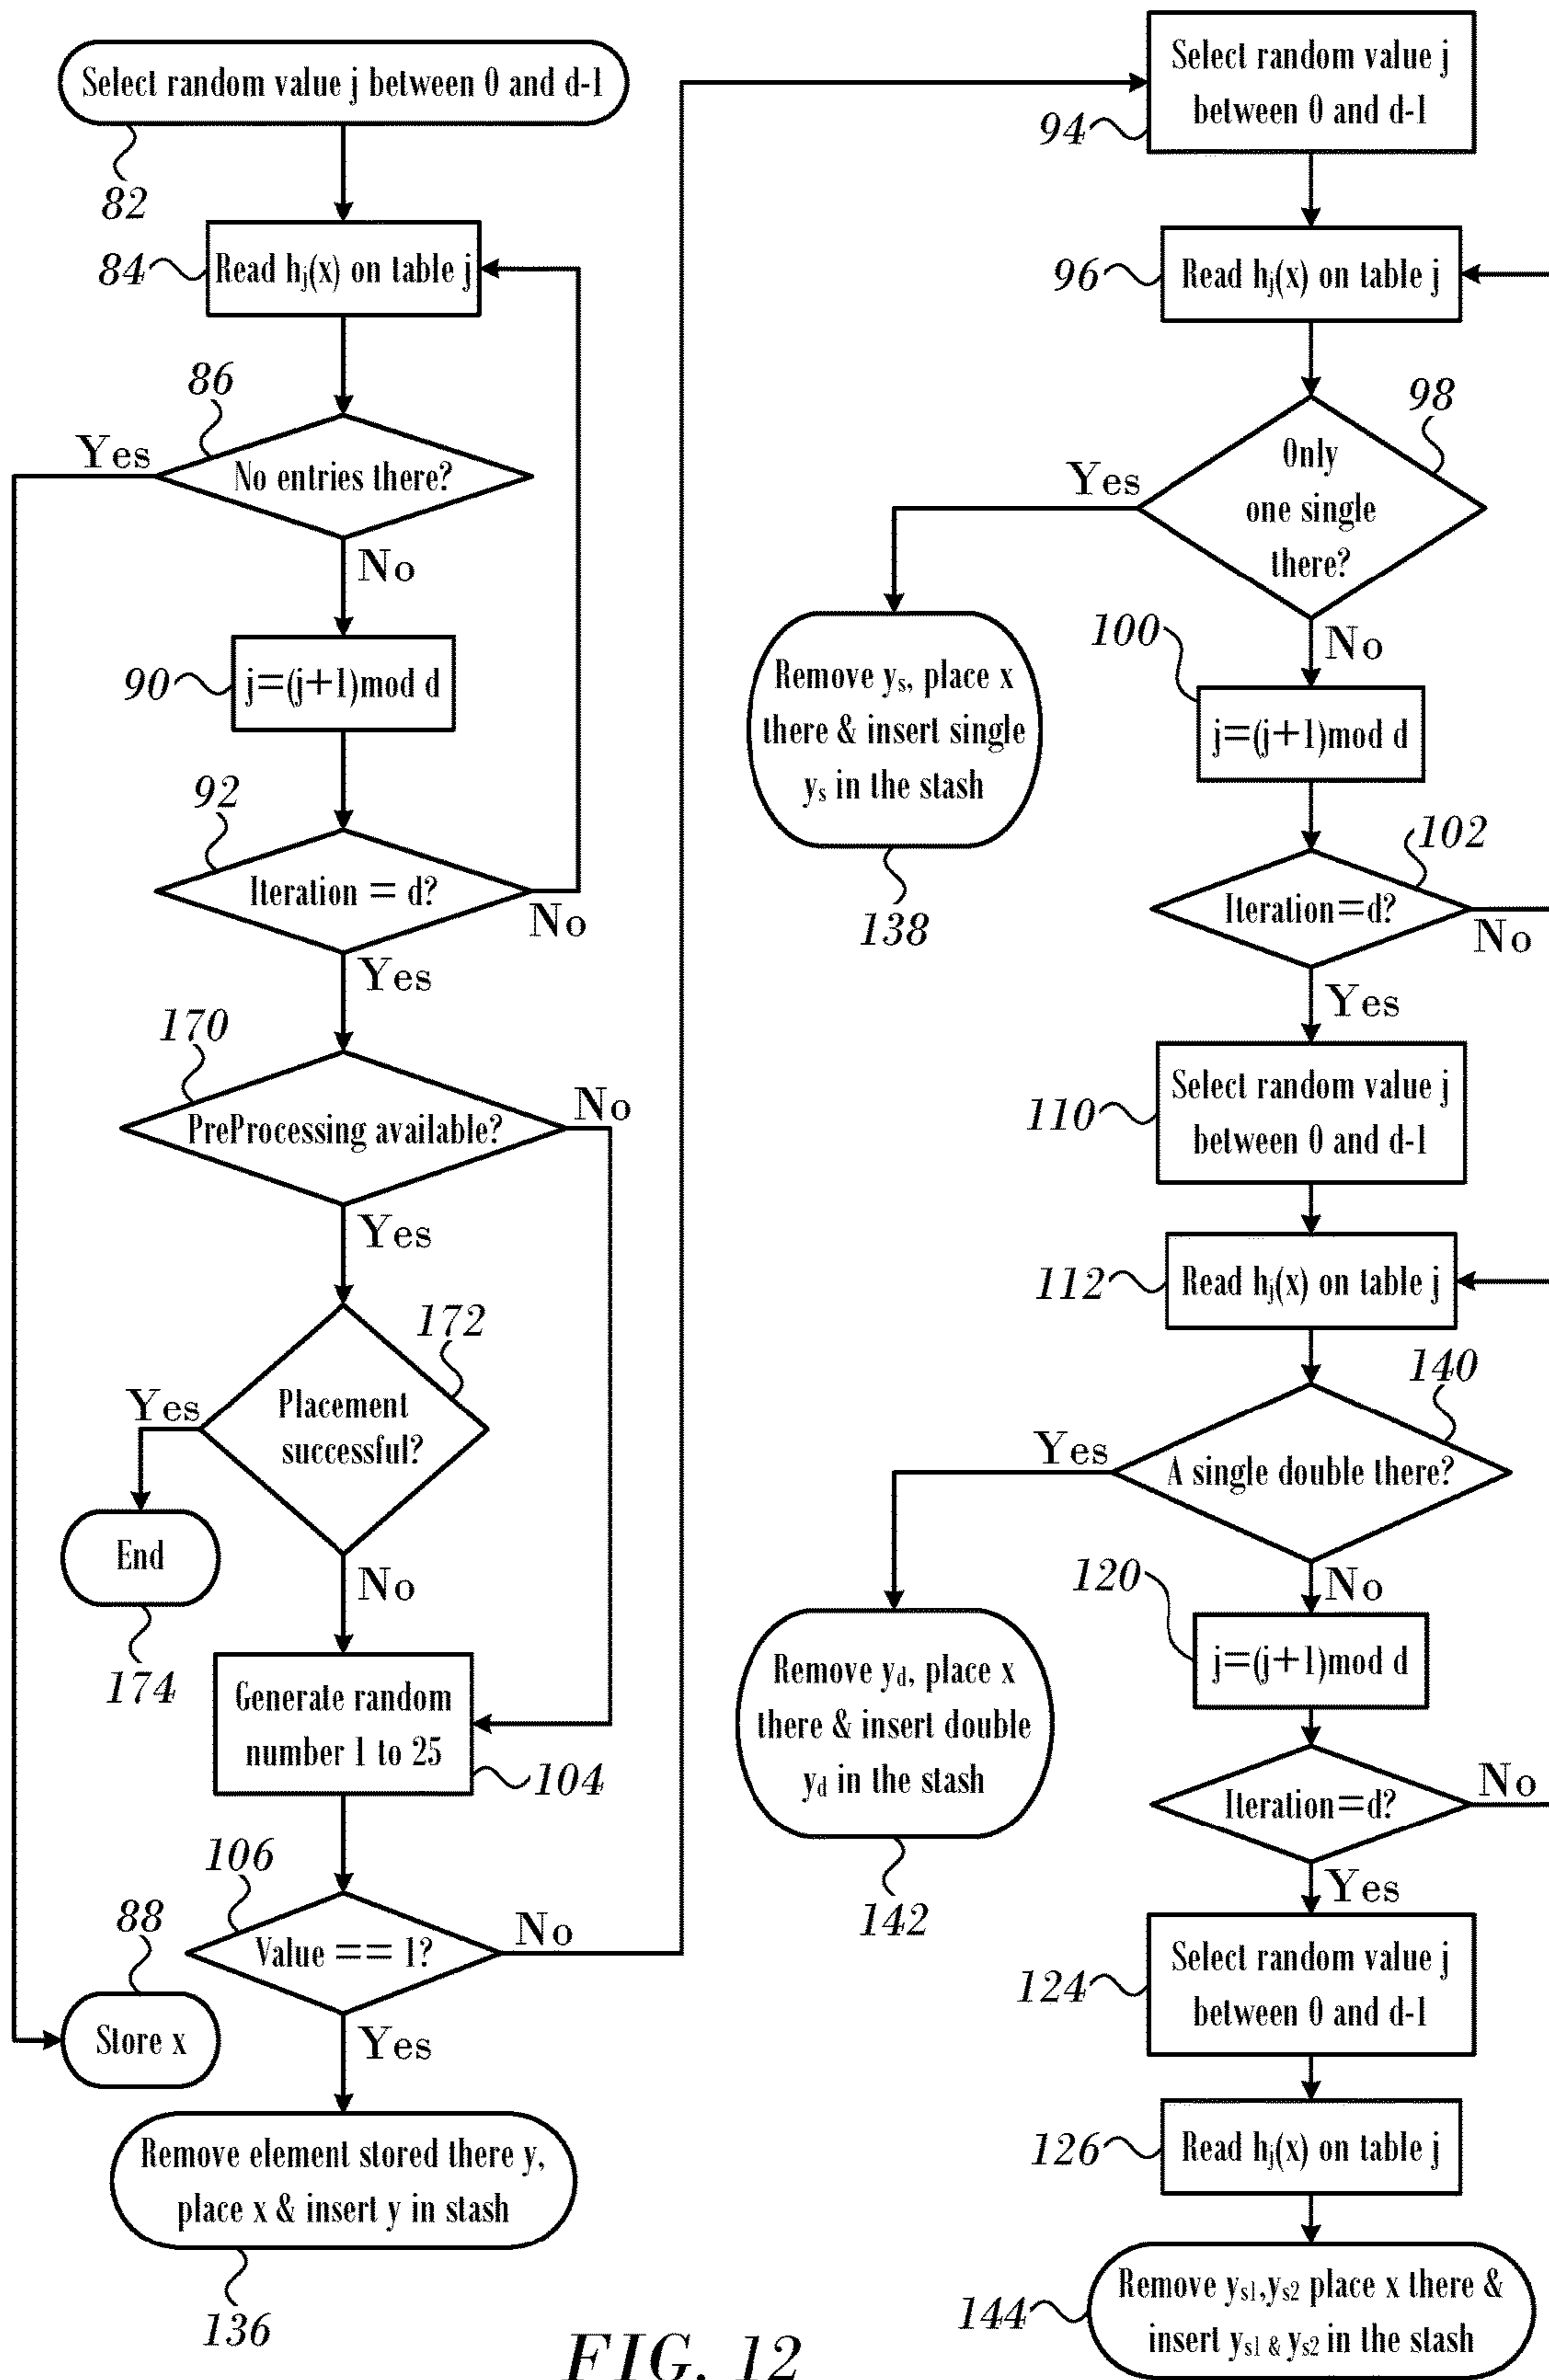 Select random value j between 0 and d-1
82
84
Read hj(x) on table j
86
Yes
No entries there?
No
90
j=(j+1)mod d
92
Iteration = d?
No
Yes
170
No
PreProcessing available?
Yes
172
Yes
Placement
successful?
End
No
174
Generate random
number 1 to 25
104
106
88
Value == 1?
No
Store x
Yes
Remove element stored there y,
place x & insert y in stash
136
Select random value j
between 0 and d-1
94
96
Read hj(x) on table j
98
Yes
Only
one single
there?
100
No
Remove ys, place x
there & insert single
ys in the stash
138
j=(j+1)mod d
102
Iteration=d?
No
Yes
110
Select random value j
between 0 and d-1
112
Read hj(x) on table j
140
Yes
A single double there?
120
No
Remove yd, place x
there & insert double
yd in the stash
142
j=(j+1)mod d
Iteration=d?
No
Yes
124
Select random value j
between 0 and d-1
126
Read hj(x) on table j
144
Remove ys1,ys2 place x there &
insert ys1 & ys2 in the stash
FIG. 12